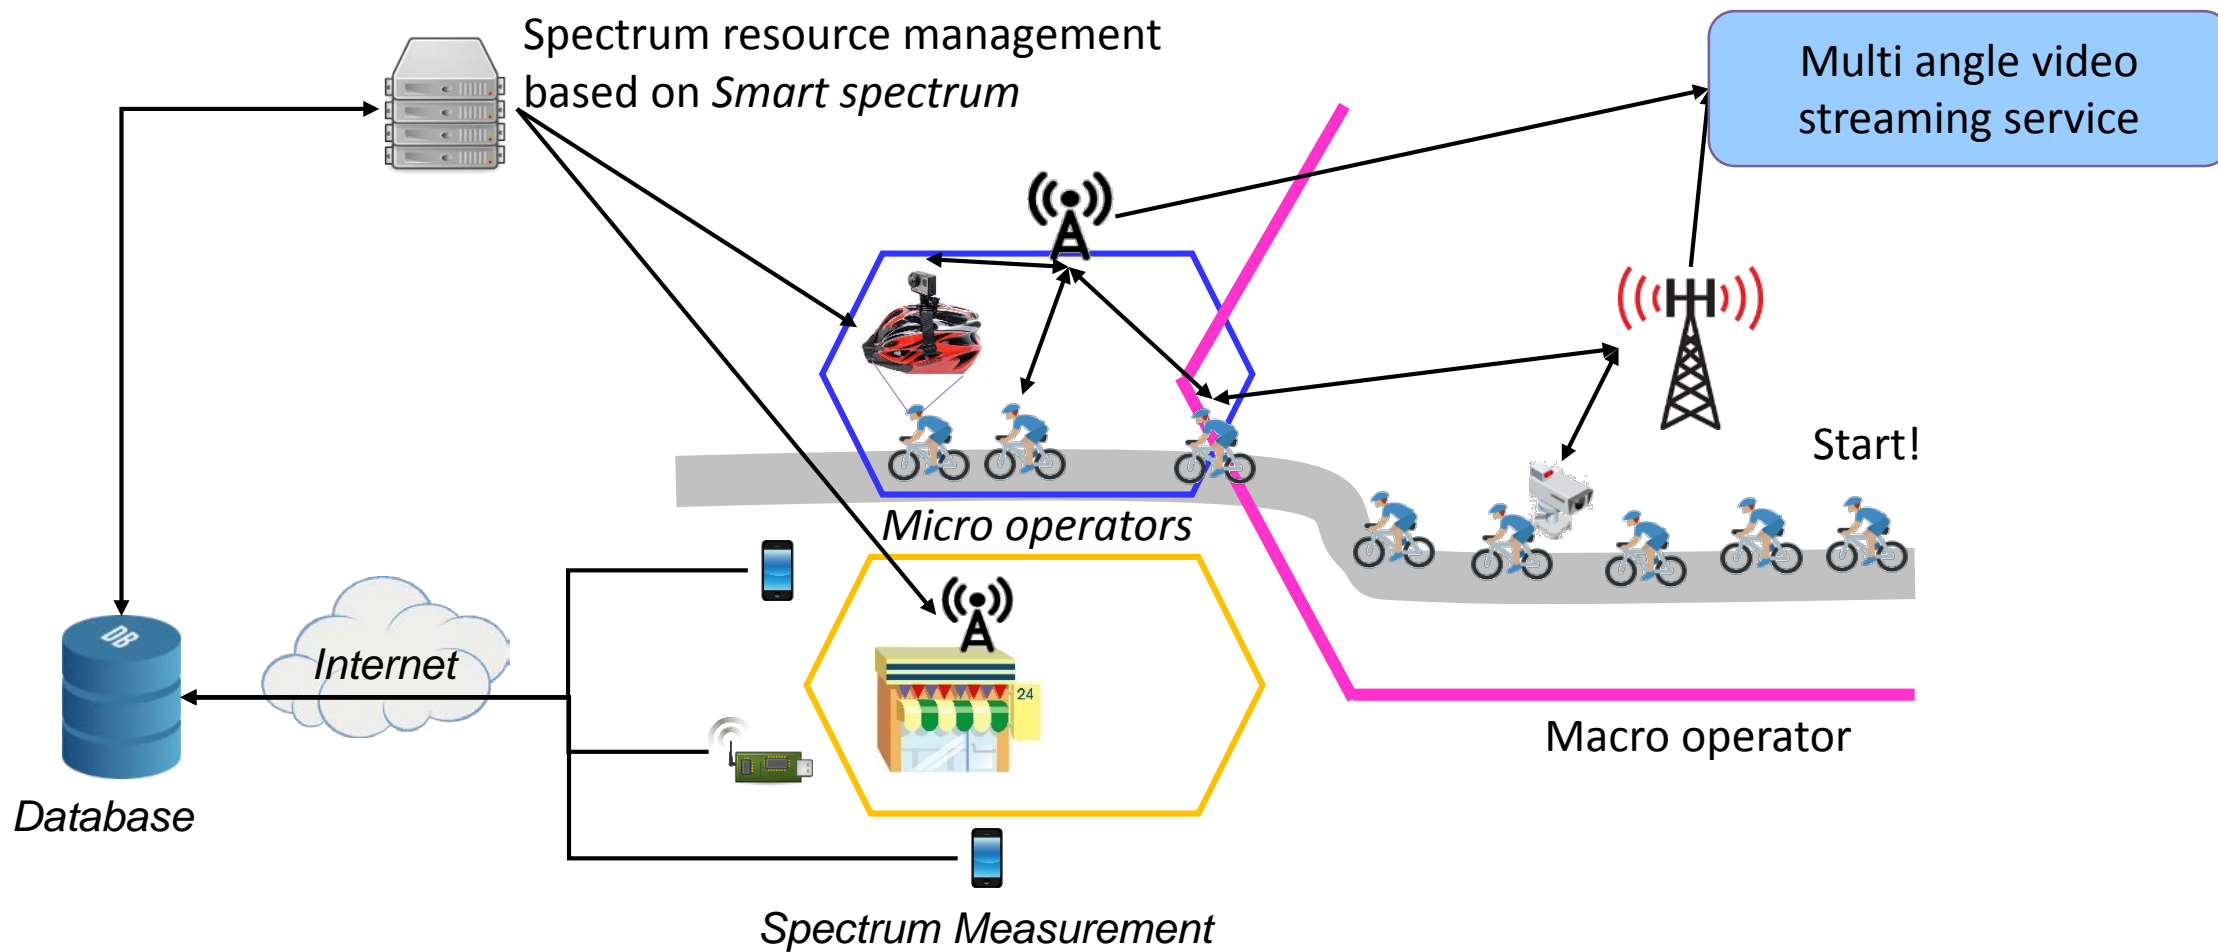 Spectrum resource management
based on Smart spectrum
Multi angle video
streaming service
Start!
Micro operators
DB
Internet
24
Macro operator
Database
Spectrum Measurement